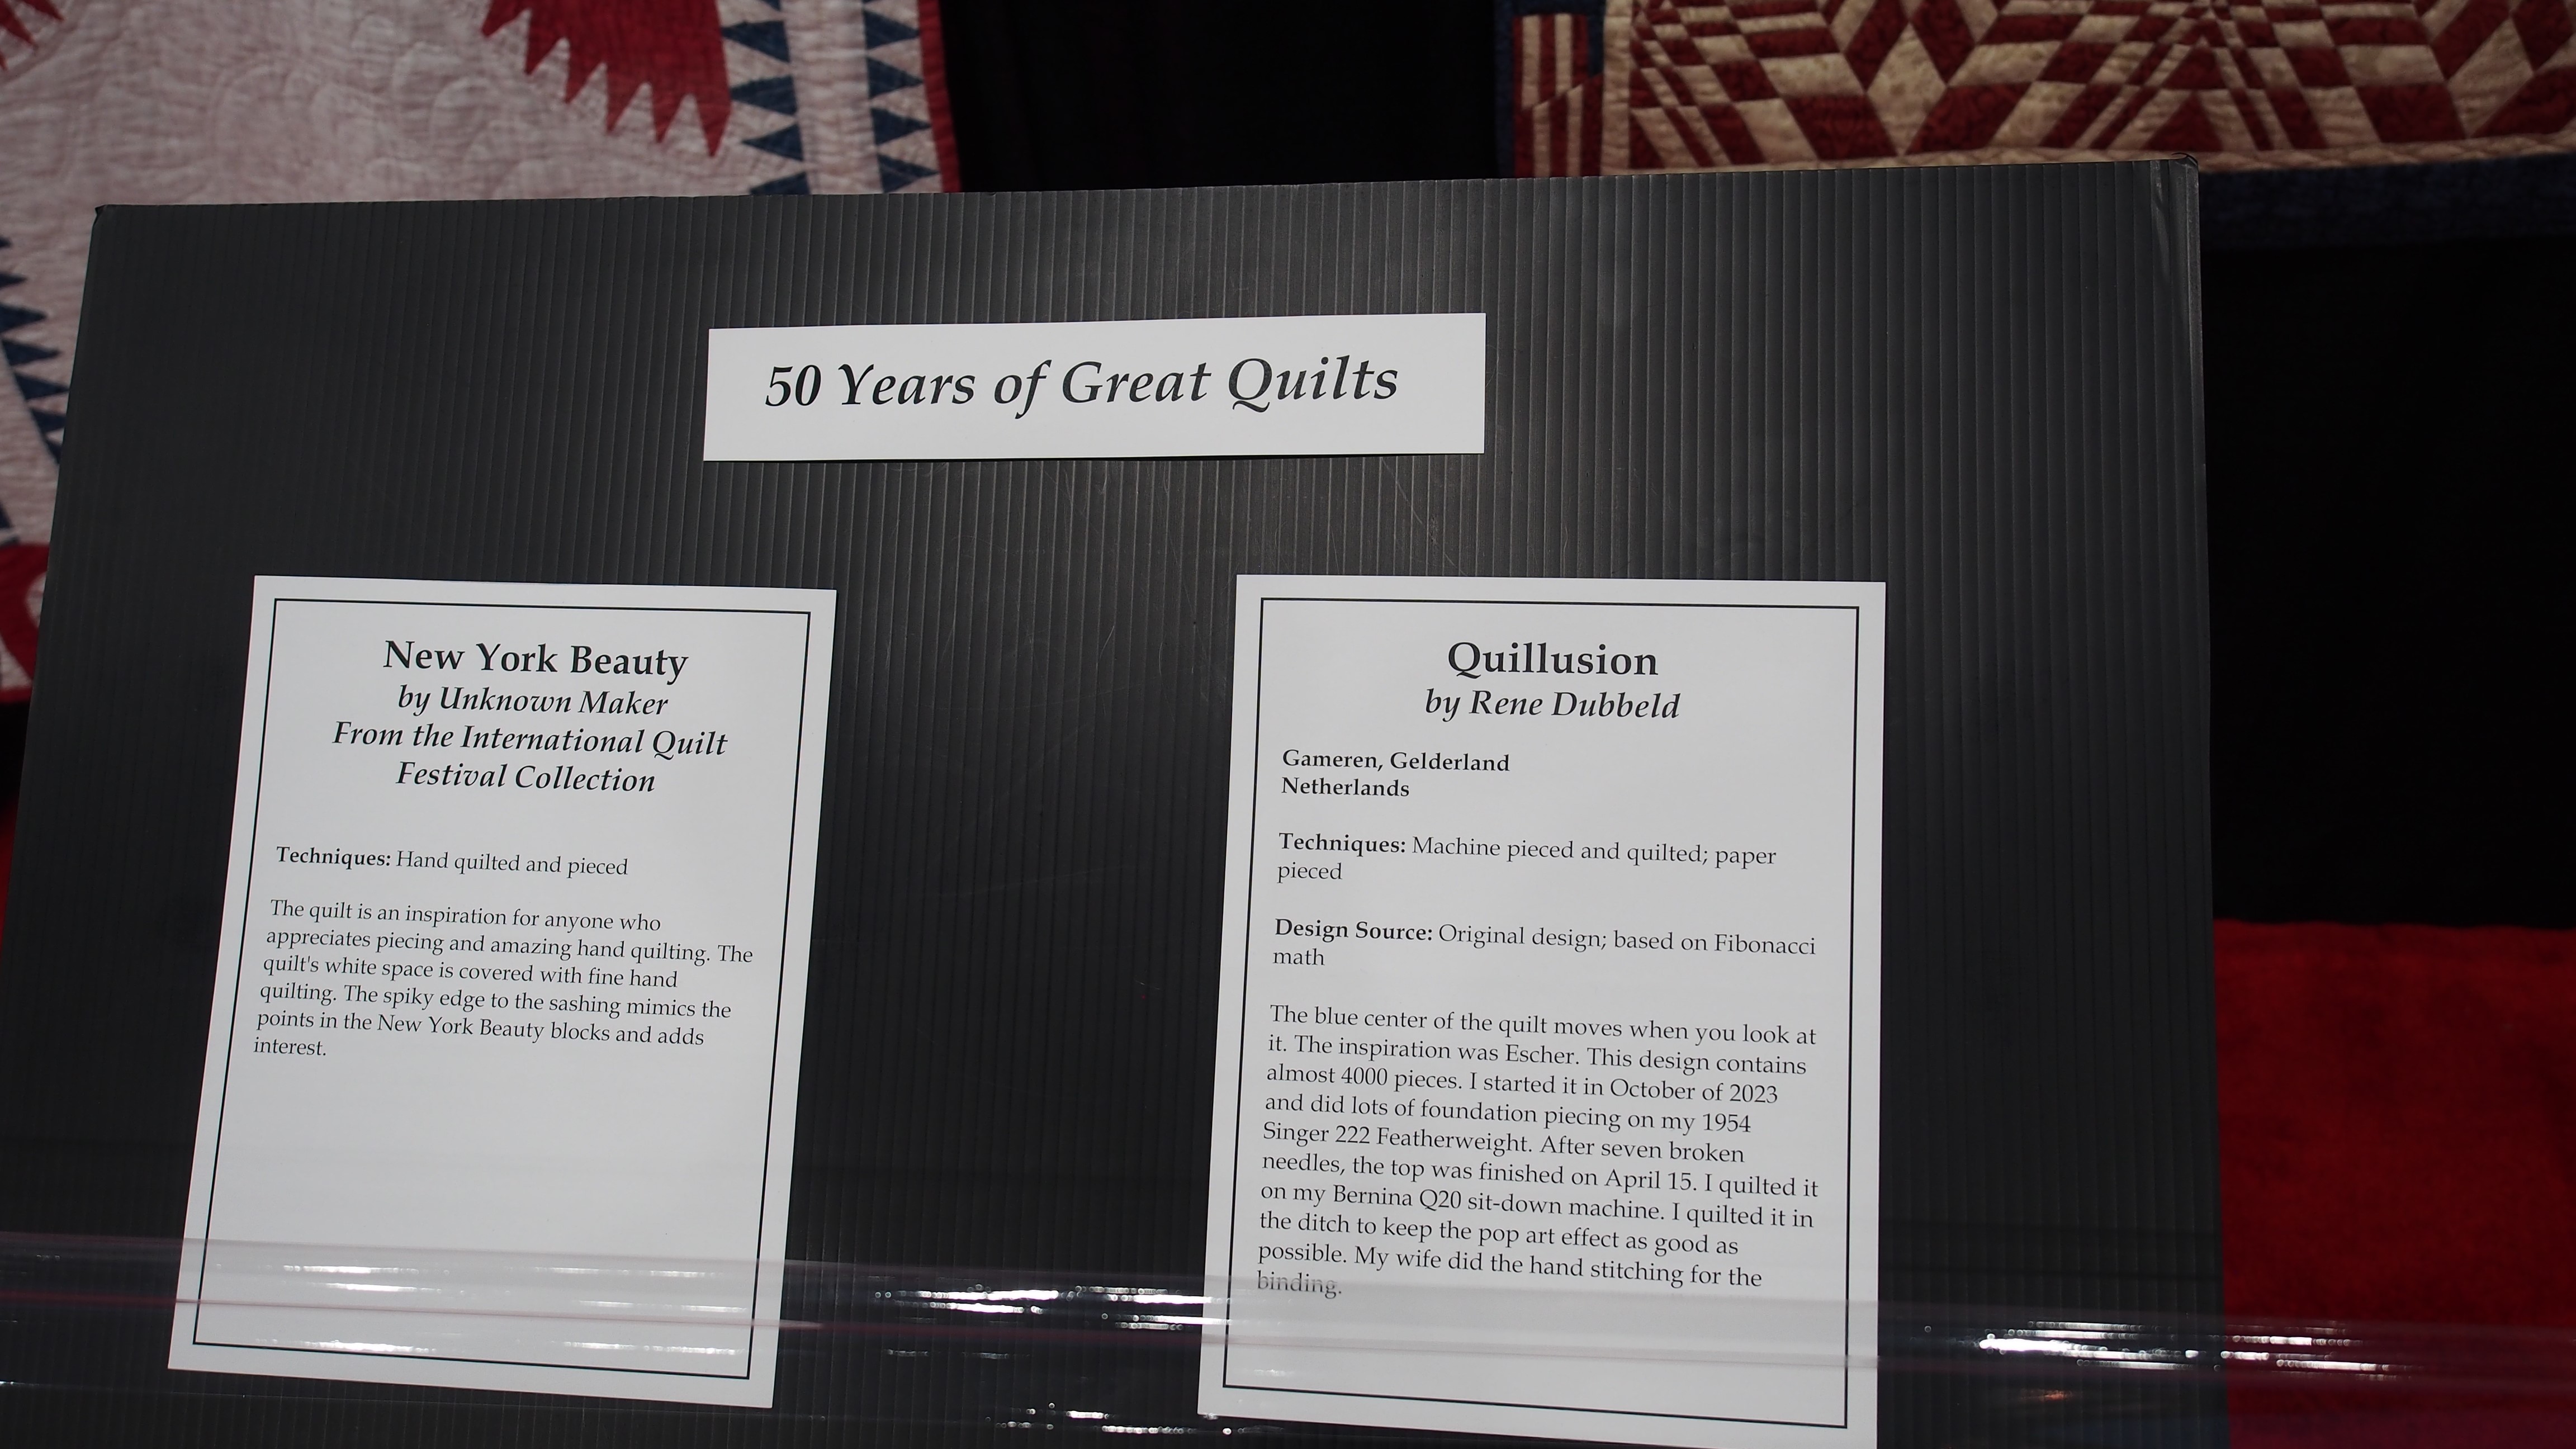 50 Years of Great Quilts
New York Beauty
by Unknown Maker
From the International Quilt
Festival Collection
Techniques: Hand quilted and pieced
The quilt is an inspiration for anyone who
appreciates piecing and amazing hand quilting. The
quilt's white space is covered with fine hand
quilting. The spiky edge to the sashing mimics the
points in the New York Beauty blocks and adds
interest.
Quillusion
by Rene Dubbeld
Gameren, Gelderland
Netherlands
Techniques: Machine pieced and quilted; paper
pieced
Design Source: Original design; based on Fibonacci
math
The blue center of the quilt moves when you look at
it. The inspiration was Escher. This design contains
almost 4000 pieces. I started it in October of 2023
and did lots of foundation piecing on my 1954
Singer 222 Featherweight. After seven broken
needles, the top was finished on April 15. I quilted it
on my Bernina Q20 sit-down machine. I quilted it in
the ditch to keep the pop art effect as good as
possible. My wife did the hand stitching for the
binding.